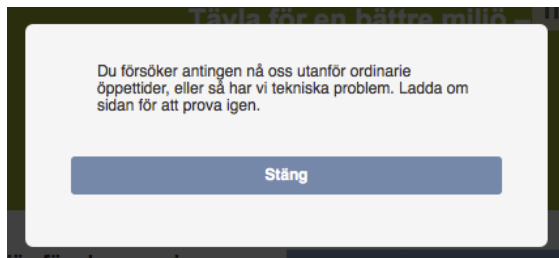 Tävla för en bättre miljö –
Du försöker antingen nå oss utanför ordinarie
öppettider, eller så har vi tekniska problem. Ladda om
sidan för att prova igen.
Stäng